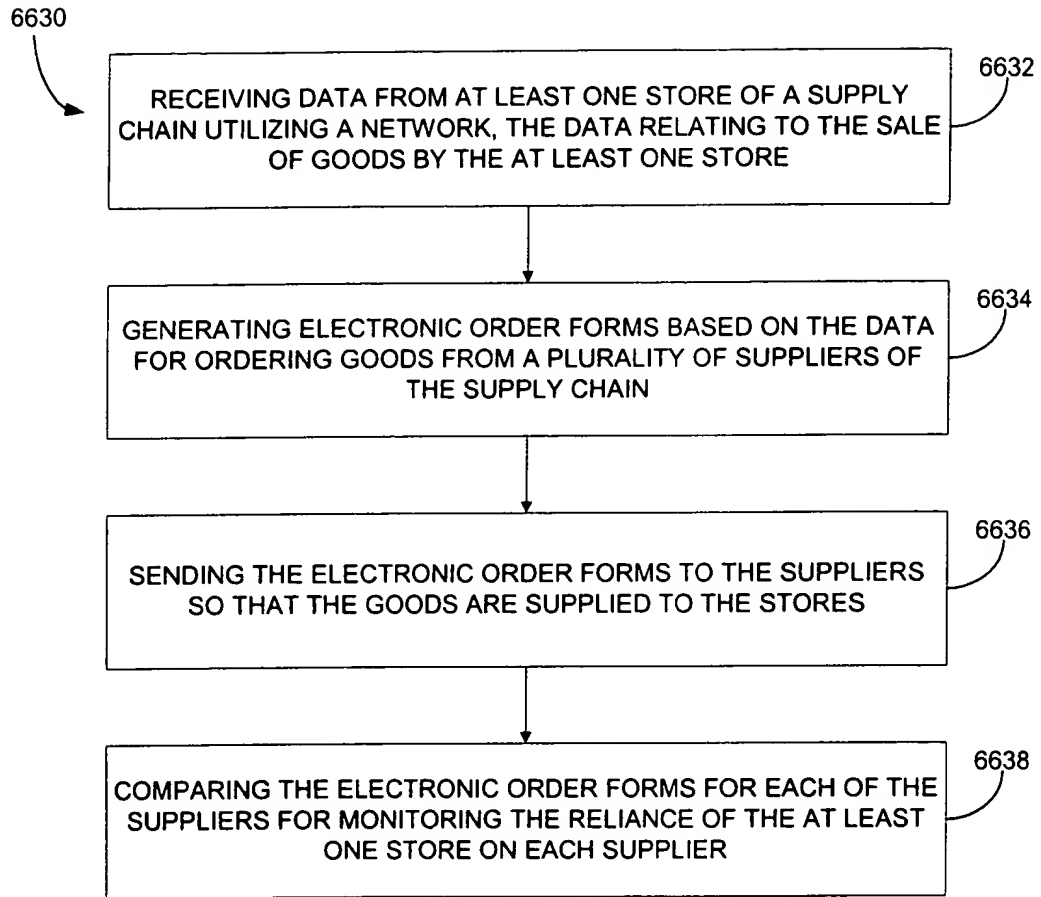 6630
6632
RECEIVING DATA FROM AT LEAST ONE STORE OF A SUPPLY
CHAIN UTILIZING A NETWORK, THE DATA RELATING TO THE SALE
OF GOODS BY THE AT LEAST ONE STORE
6634
GENERATING ELECTRONIC ORDER FORMS BASED ON THE DATA
FOR ORDERING GOODS FROM A PLURALITY OF SUPPLIERS OF
THE SUPPLY CHAIN
6636
SENDING THE ELECTRONIC ORDER FORMS TO THE SUPPLIERS
SO THAT THE GOODS ARE SUPPLIED TO THE STORES
6638
COMPARING THE ELECTRONIC ORDER FORMS FOR EACH OF THE
SUPPLIERS FOR MONITORING THE RELIANCE OF THE AT LEAST
ONE STORE ON EACH SUPPLIER